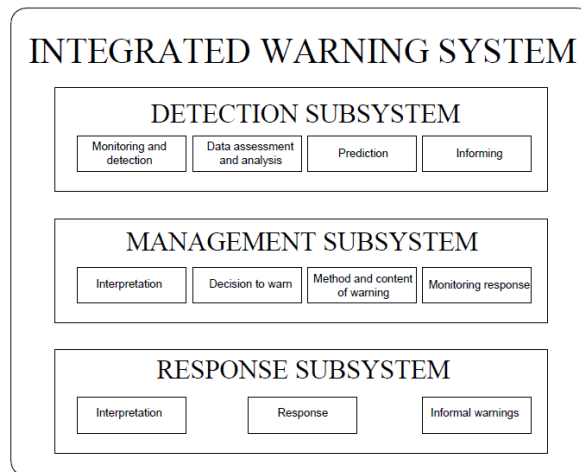 INTEGRATED WARNING SYSTEM
DETECTION SUBSYSTEM
Monitoring and
detection
Data assessment
and analysis
Prediction
Informing
MANAGEMENT SUBSYSTEM
Interpretation
Decision to warn
Method and content
of warning
Monitoring response
RESPONSE SUBSYSTEM
Interpretation
Response
Informal warnings